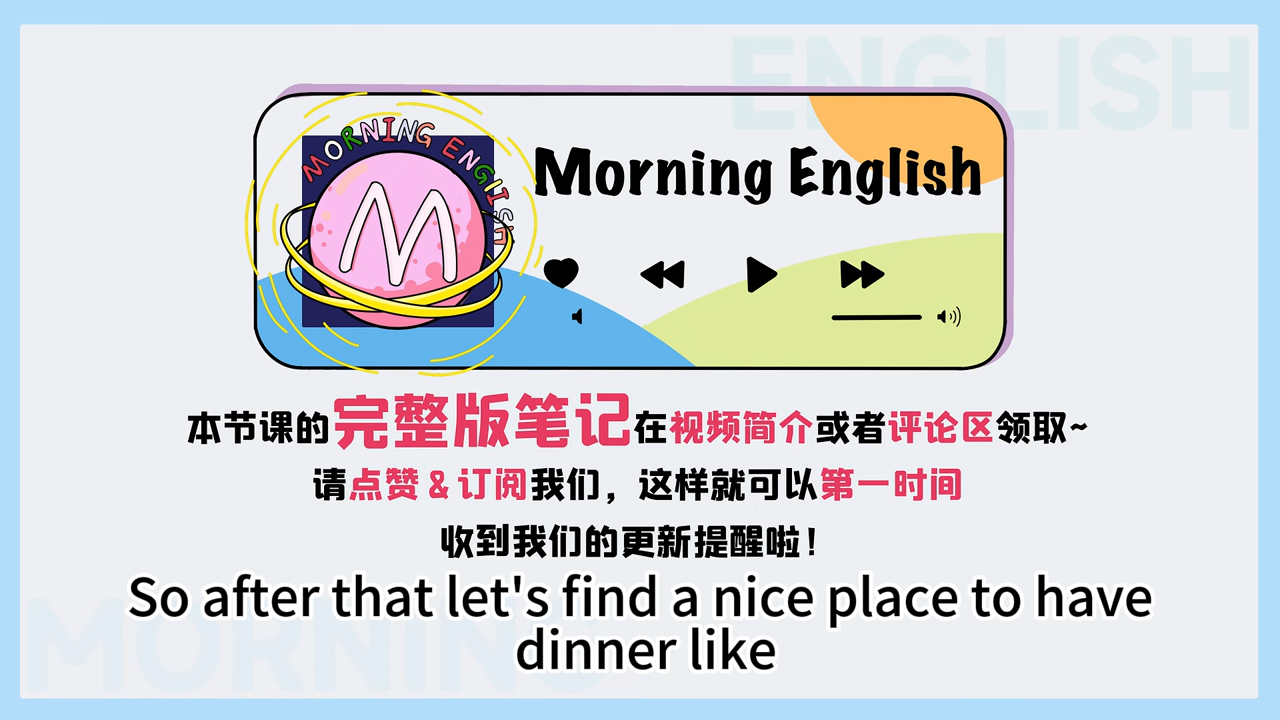 ENGLISH
MORNING ENGlISh
M
Morning English
本节课的完整版笔记在视频简介或者评论区领取~
请点赞&订阅我们，这样就可以第一时间
收到我们的更新提醒啦！
So after that let's find a nice place to have
dinner like
MORNING